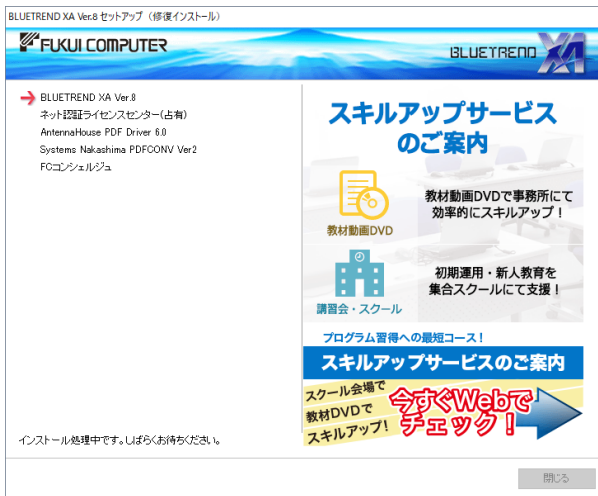 BLUETREND XA Ver.8 セットアップ（修復インストール）
FUKUI COMPUTER
BLUETREND XA
BLUETREND XA Ver.8
ネット認証ライセンスセンター(占有)
AntennaHouse PDF Driver 6.0
Systems Nakashima PDFCONV Ver2
FCコンシェルジュ
スキルアップサービス
のご案内
教材動画DVDで事務所にて
効率的にスキルアップ！
教材動画DVD
初期運用・新人教育を
集合スクールにて支援！
講習会・スクール
プログラム習得への最短コース！
スキルアップサービスのご案内
スクール会場で
教材DVDで
スキルアップ!
今すぐWebで
チェック！
インストール処理中です。しばらくお待ちください。
閉じる